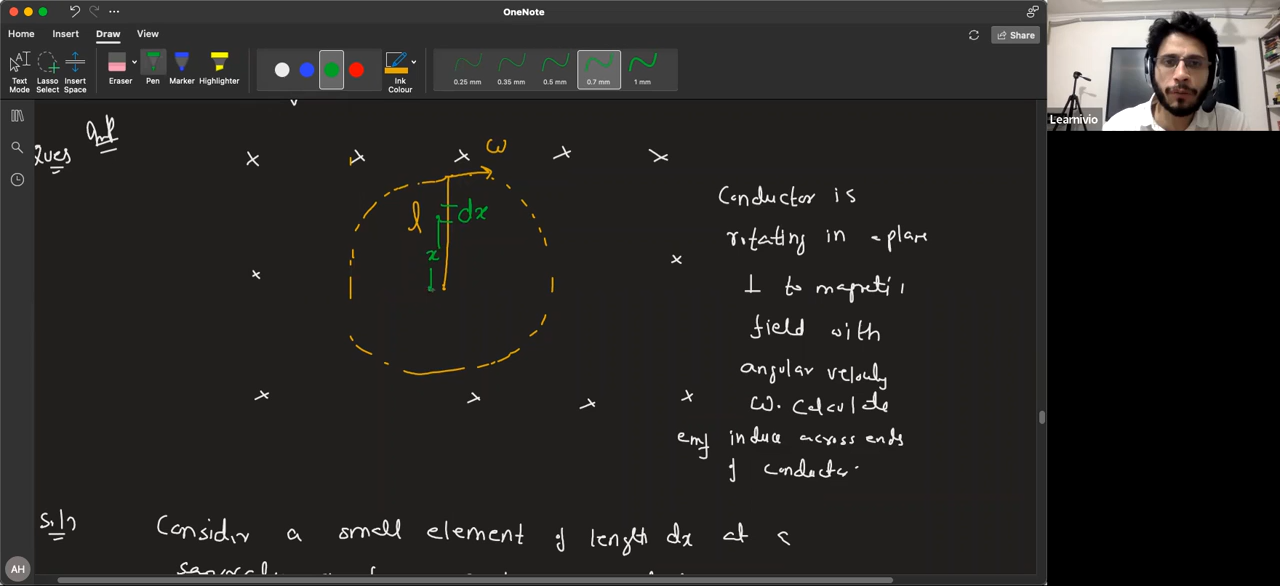 OneNote
Home Insert Draw View
Share
Text Mode
Lasso Select
Insert Space
Eraser
Pen
Marker
Highlighter
Ink Colour
0.25 mm
0.35 mm
0.5 mm
0.7 mm
1 mm
Learnivio
Imp
Ques
ω
l
dx
x
Conductor is
rotating in a plane
⊥ to magnetic
field with
angular velocity
ω. Calculate
emf induce across ends
of conductor.
Soln
Consider a small element of length dx at a
AH